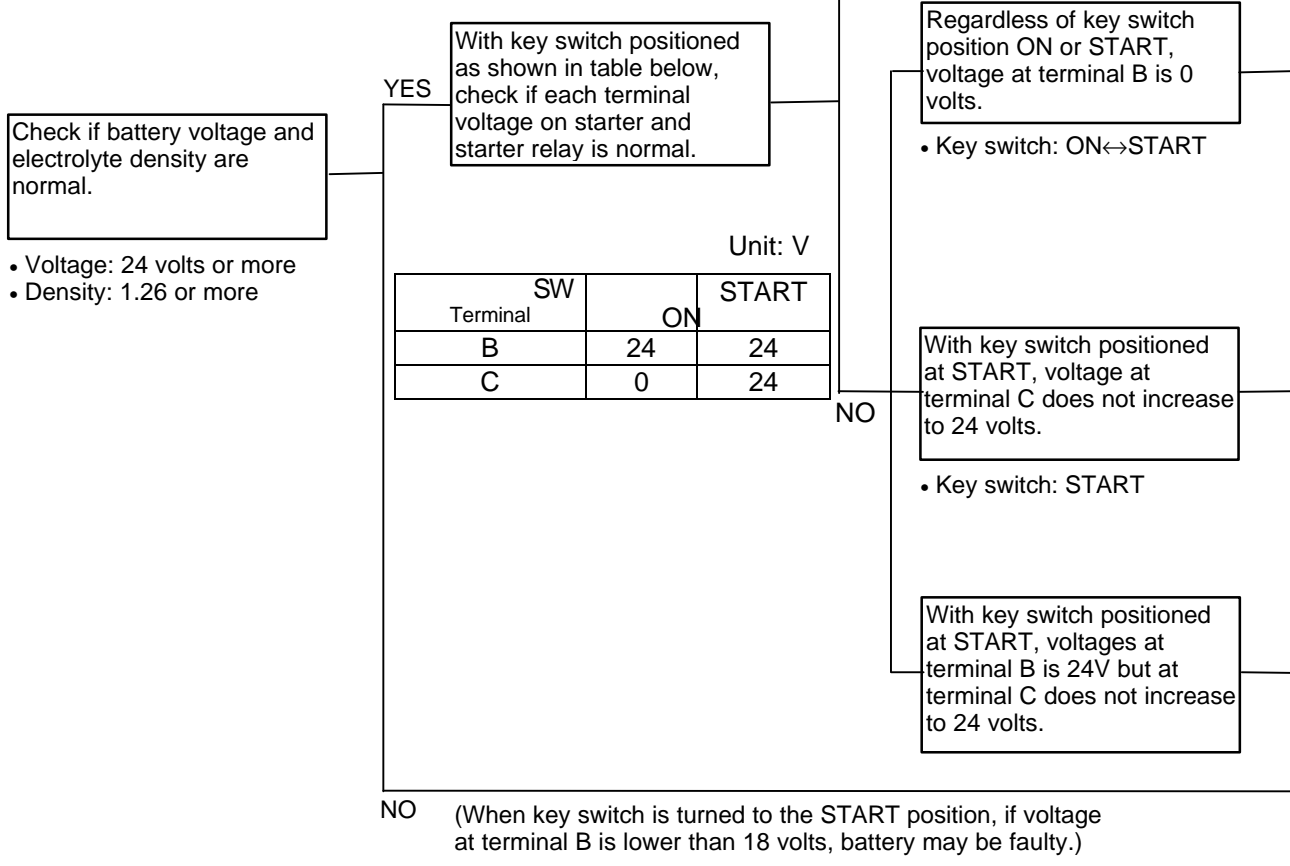 Check if battery voltage and
electrolyte density are
normal.
• Voltage: 24 volts or more
• Density: 1.26 or more
YES
With key switch positioned
as shown in table below,
check if each terminal
voltage on starter and
starter relay is normal.
Unit: V
SW
Terminal
ON
START
B 24 24
C 0 24
NO
Regardless of key switch
position ON or START,
voltage at terminal B is 0
volts.
• Key switch: ON↔START
With key switch positioned
at START, voltage at
terminal C does not increase
to 24 volts.
• Key switch: START
With key switch positioned
at START, voltages at
terminal B is 24V but at
terminal C does not increase
to 24 volts.
NO
(When key switch is turned to the START position, if voltage
at terminal B is lower than 18 volts, battery may be faulty.)